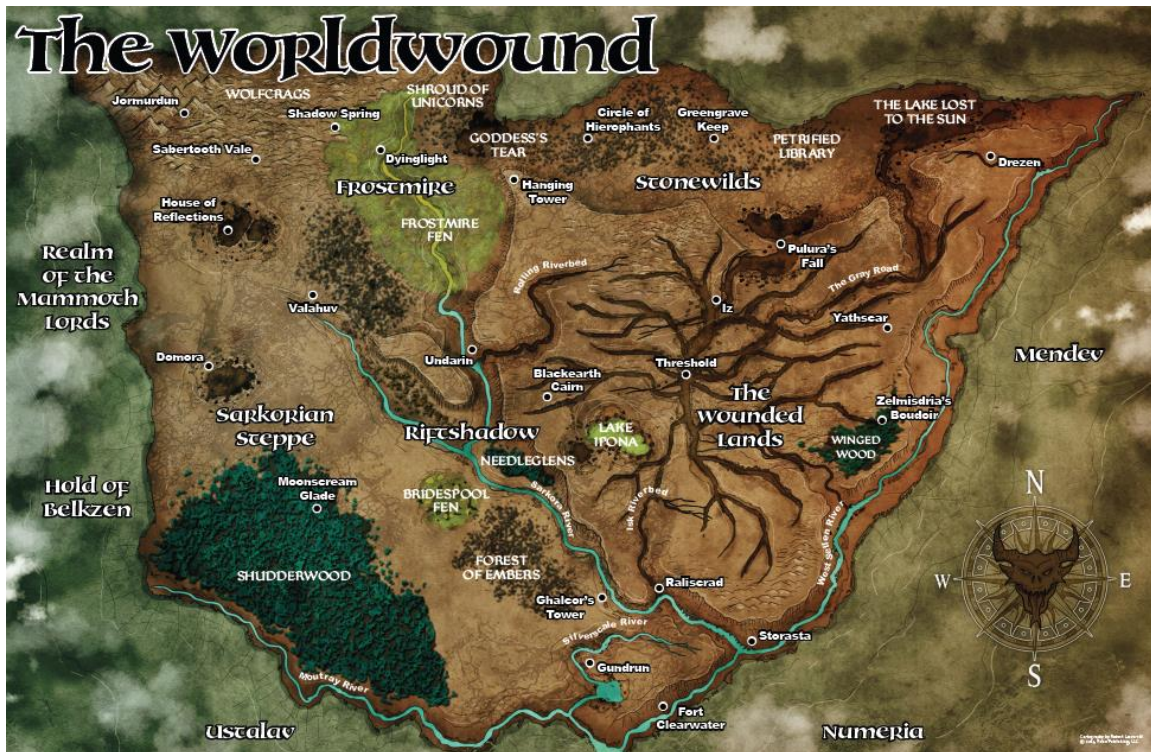 The Worldwound
WOLFCRAGS
SHROUD OF
UNICORNS
Jormurdun
Shadow Spring
GODDESS'S
TEAR
Circle of
Hierophants
Greengrave
Keep
THE LAKE LOST
TO THE SUN
PETRIFIED
LIBRARY
Sabertooth Vale
Dyinglight
Drezen
FROSTMIRE
Hanging
Tower
STONEWILDS
House of
Reflections
FROSTMIRE
FEN
Realm
of the
Mammoth
Lords
Pulura's
Fall
Rolling Riverbed
The Gray Road
Valahuv
Iz
Yathscar
Undarin
Mendev
Domora
Blackearth
Cairn
Threshold
The
Wounded
Lands
Zelmisdria's
Boudoir
Sarkorian
Steppe
Riftshadow
LAKE
IPONA
WINGED
WOOD
NEEDLEGLENS
Hold of
Belkzen
Moonscream
Glade
BRIDESPOOL
FEN
Sarkora River
Isk Riverbed
West Sellen River
N
W
E
S
SHUDDERWOOD
FOREST
OF EMBERS
Raliscrad
Ghalcor's
Tower
Silverscale River
Storasta
Gundrun
Moutray River
Fort
Clearwater
Ustalav
Numeria